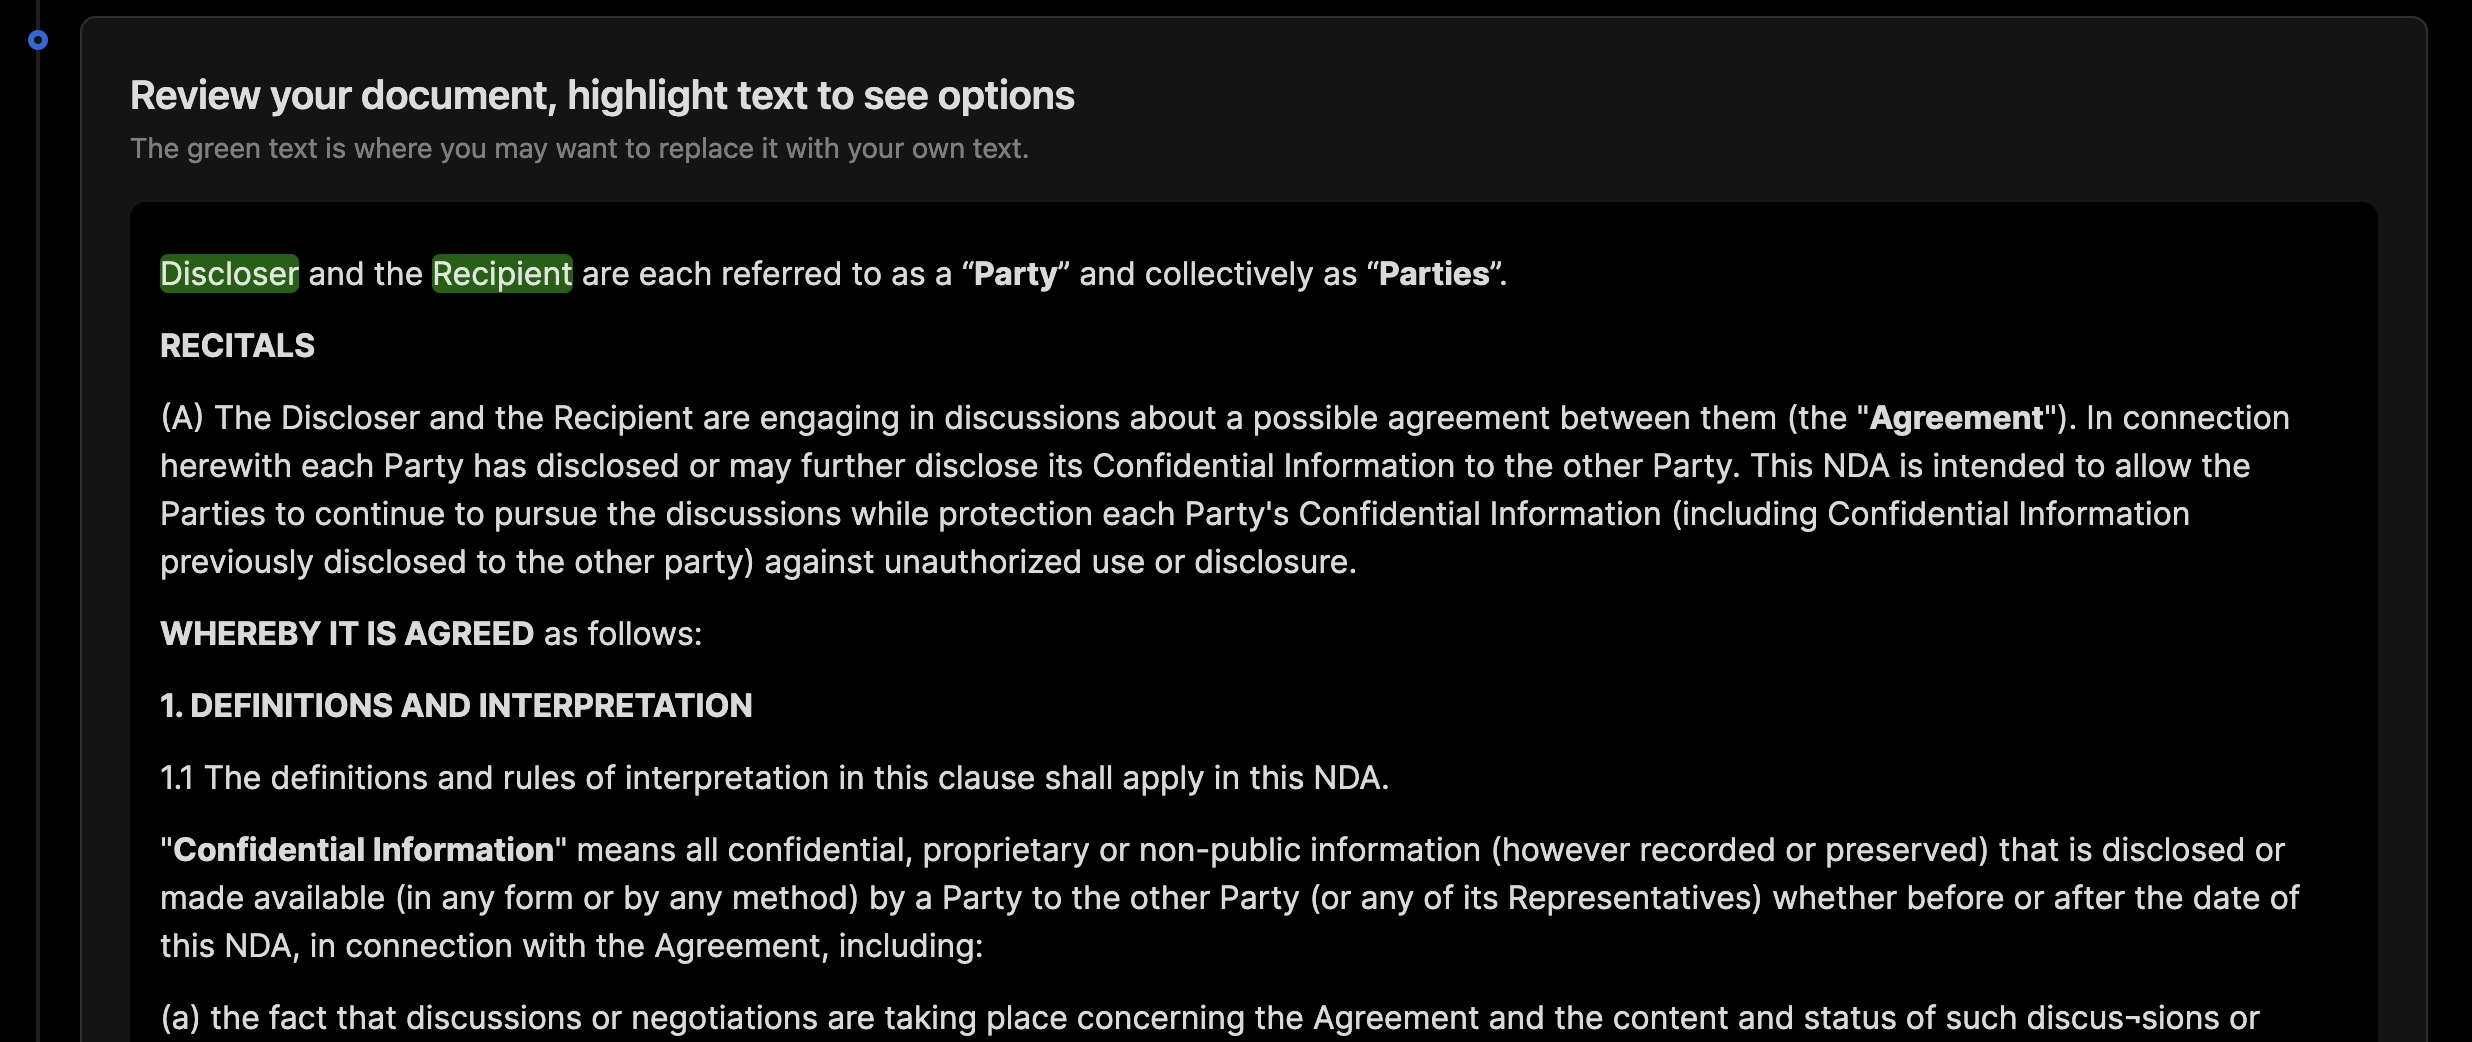 Review your document, highlight text to see options
The green text is where you may want to replace it with your own text.
Discloser and the Recipient are each referred to as a “Party” and collectively as “Parties”.
RECITALS
(A) The Discloser and the Recipient are engaging in discussions about a possible agreement between them (the "Agreement"). In connection
herewith each Party has disclosed or may further disclose its Confidential Information to the other Party. This NDA is intended to allow the
Parties to continue to pursue the discussions while protection each Party's Confidential Information (including Confidential Information
previously disclosed to the other party) against unauthorized use or disclosure.
WHEREBY IT IS AGREED as follows:
1. DEFINITIONS AND INTERPRETATION
1.1 The definitions and rules of interpretation in this clause shall apply in this NDA.
"Confidential Information" means all confidential, proprietary or non-public information (however recorded or preserved) that is disclosed or
made available (in any form or by any method) by a Party to the other Party (or any of its Representatives) whether before or after the date of
this NDA, in connection with the Agreement, including:
(a) the fact that discussions or negotiations are taking place concerning the Agreement and the content and status of such discus¬sions or